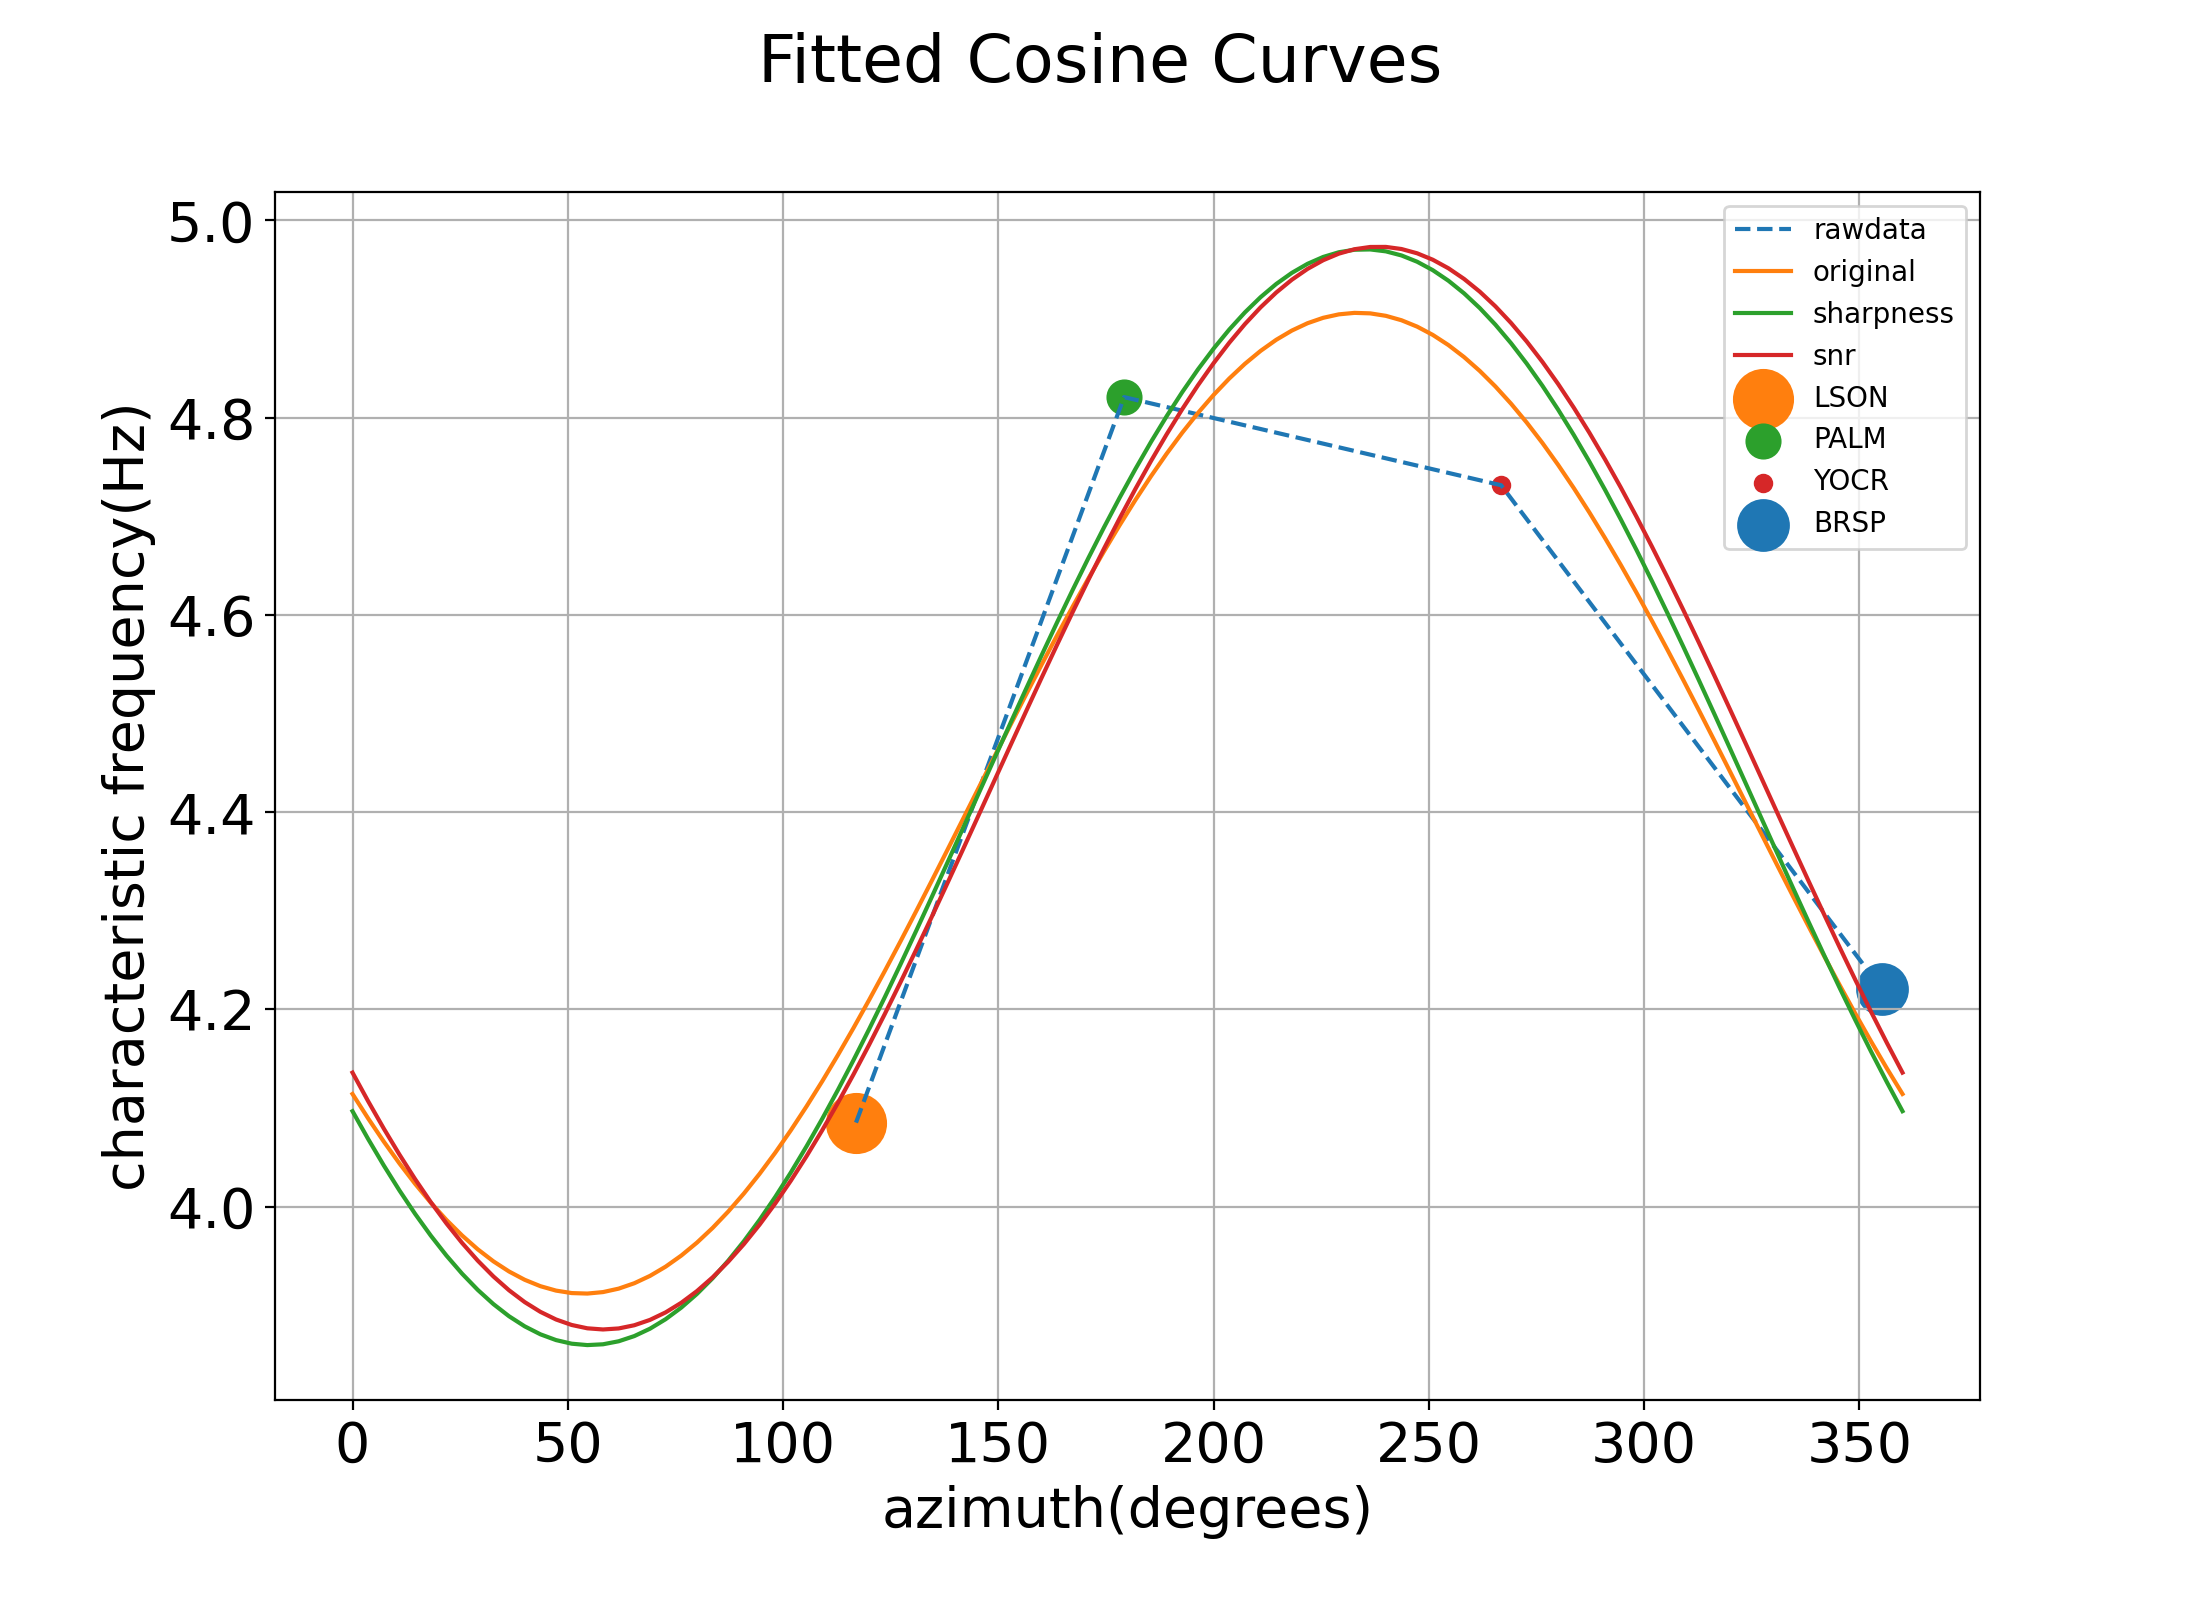 Fitted Cosine Curves
5.0
4.8
4.6
4.4
4.2
4.0
characteristic frequency(Hz)
rawdata
original
sharpness
snr
LSON
PALM
YOCR
BRSP
0 50 100 150 200 250 300 350
azimuth(degrees)